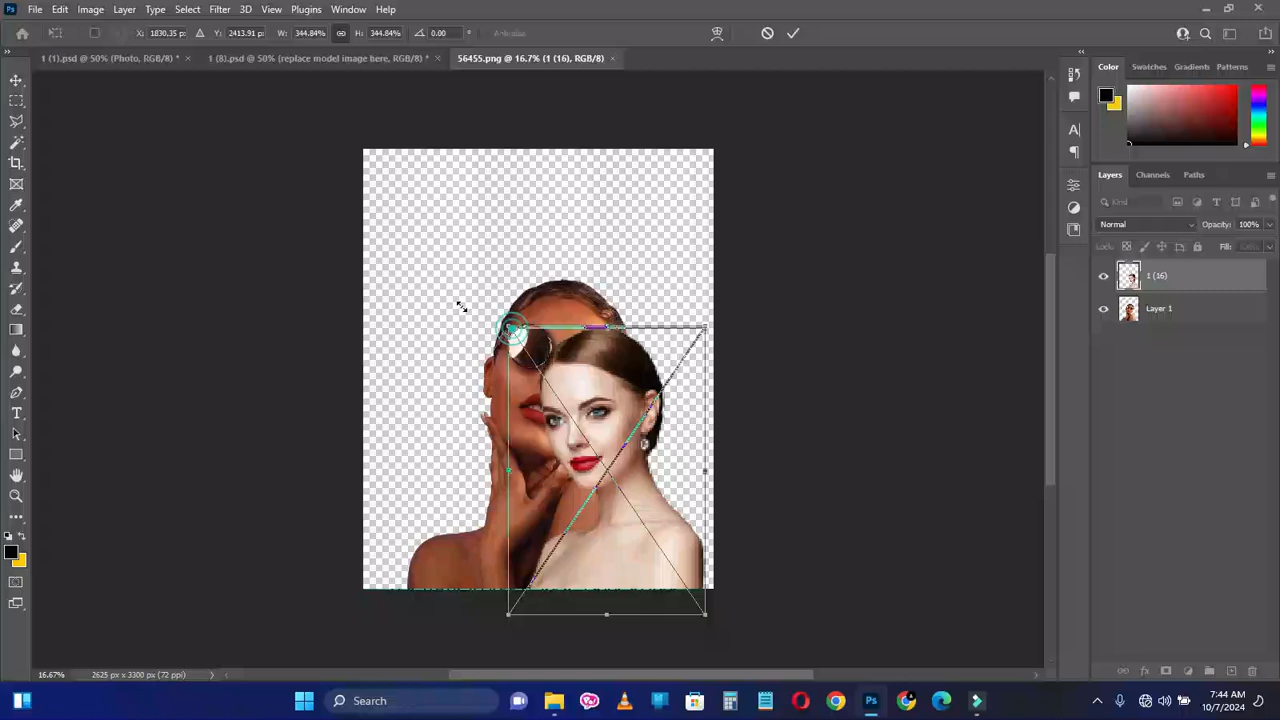 Ps File Edit Image Layer Type Select Filter 3D View Plugins Window Help
X: 1830.35 px Y: 2413.91 px W: 344.84% H: 344.84% 0.00 °
1 (1).psd @ 50% (Photo, RGB/8) * × 1 (8).psd @ 50% (replace model image here, RGB/8) * × 56455.png @ 16.7% (1 (16), RGB/8) ×
Color Swatches Gradients Patterns
Layers Channels Paths
Kind
Normal Opacity: 100%
Lock: Fill:
1 (16)
Layer 1
16.67% 2625 px x 3300 px (72 ppi)
Search
Ps
7:44 AM
10/7/2024